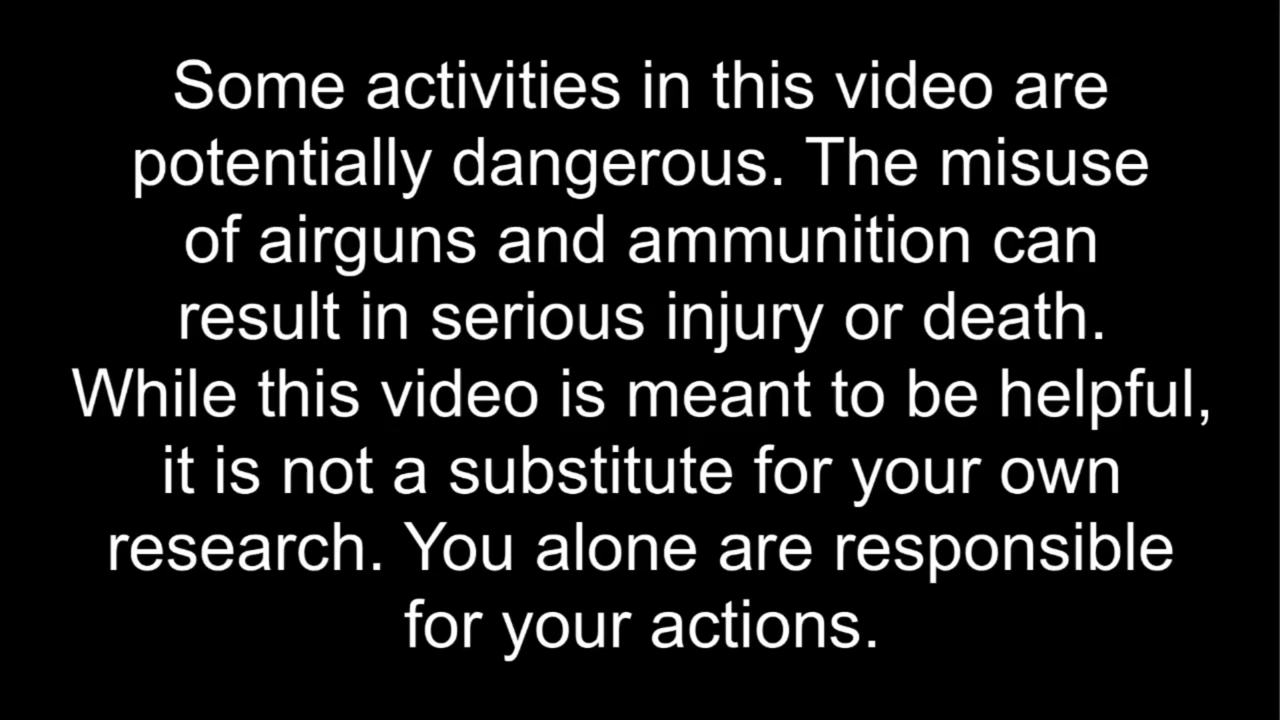 Some activities in this video are
potentially dangerous. The misuse
of airguns and ammunition can
result in serious injury or death.
While this video is meant to be helpful,
it is not a substitute for your own
research. You alone are responsible
for your actions.